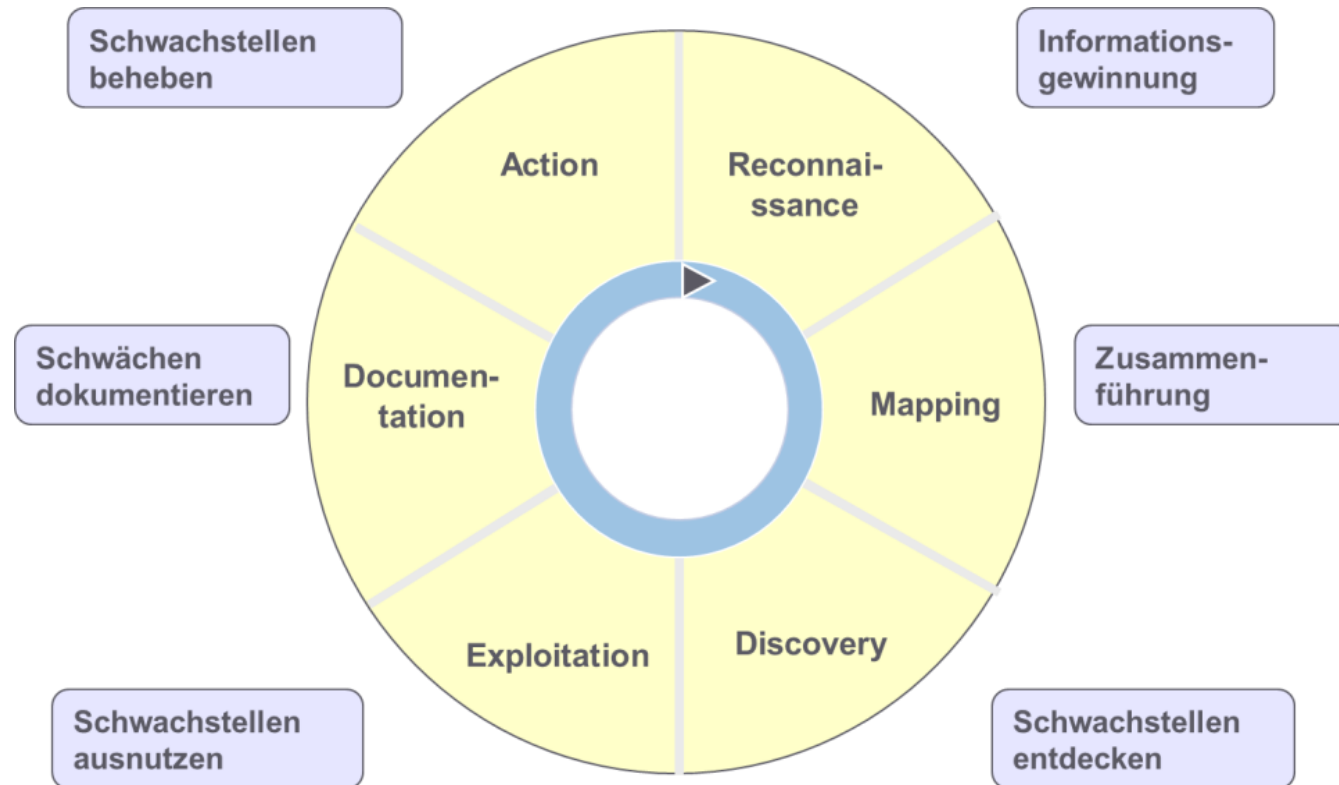 Schwachstellen
beheben
Informations-
gewinnung
Action
Reconnai-
ssance
Schwächen
dokumentieren
Documen-
tation
Mapping
Zusammen-
führung
Exploitation
Discovery
Schwachstellen
ausnutzen
Schwachstellen
entdecken